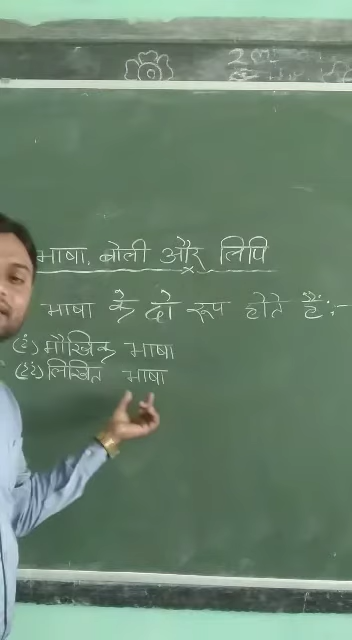 भाषा, बोली और लिपि
भाषा के दो रूप होते हैं:-
(i) मौखिक भाषा
(ii) लिखित भाषा